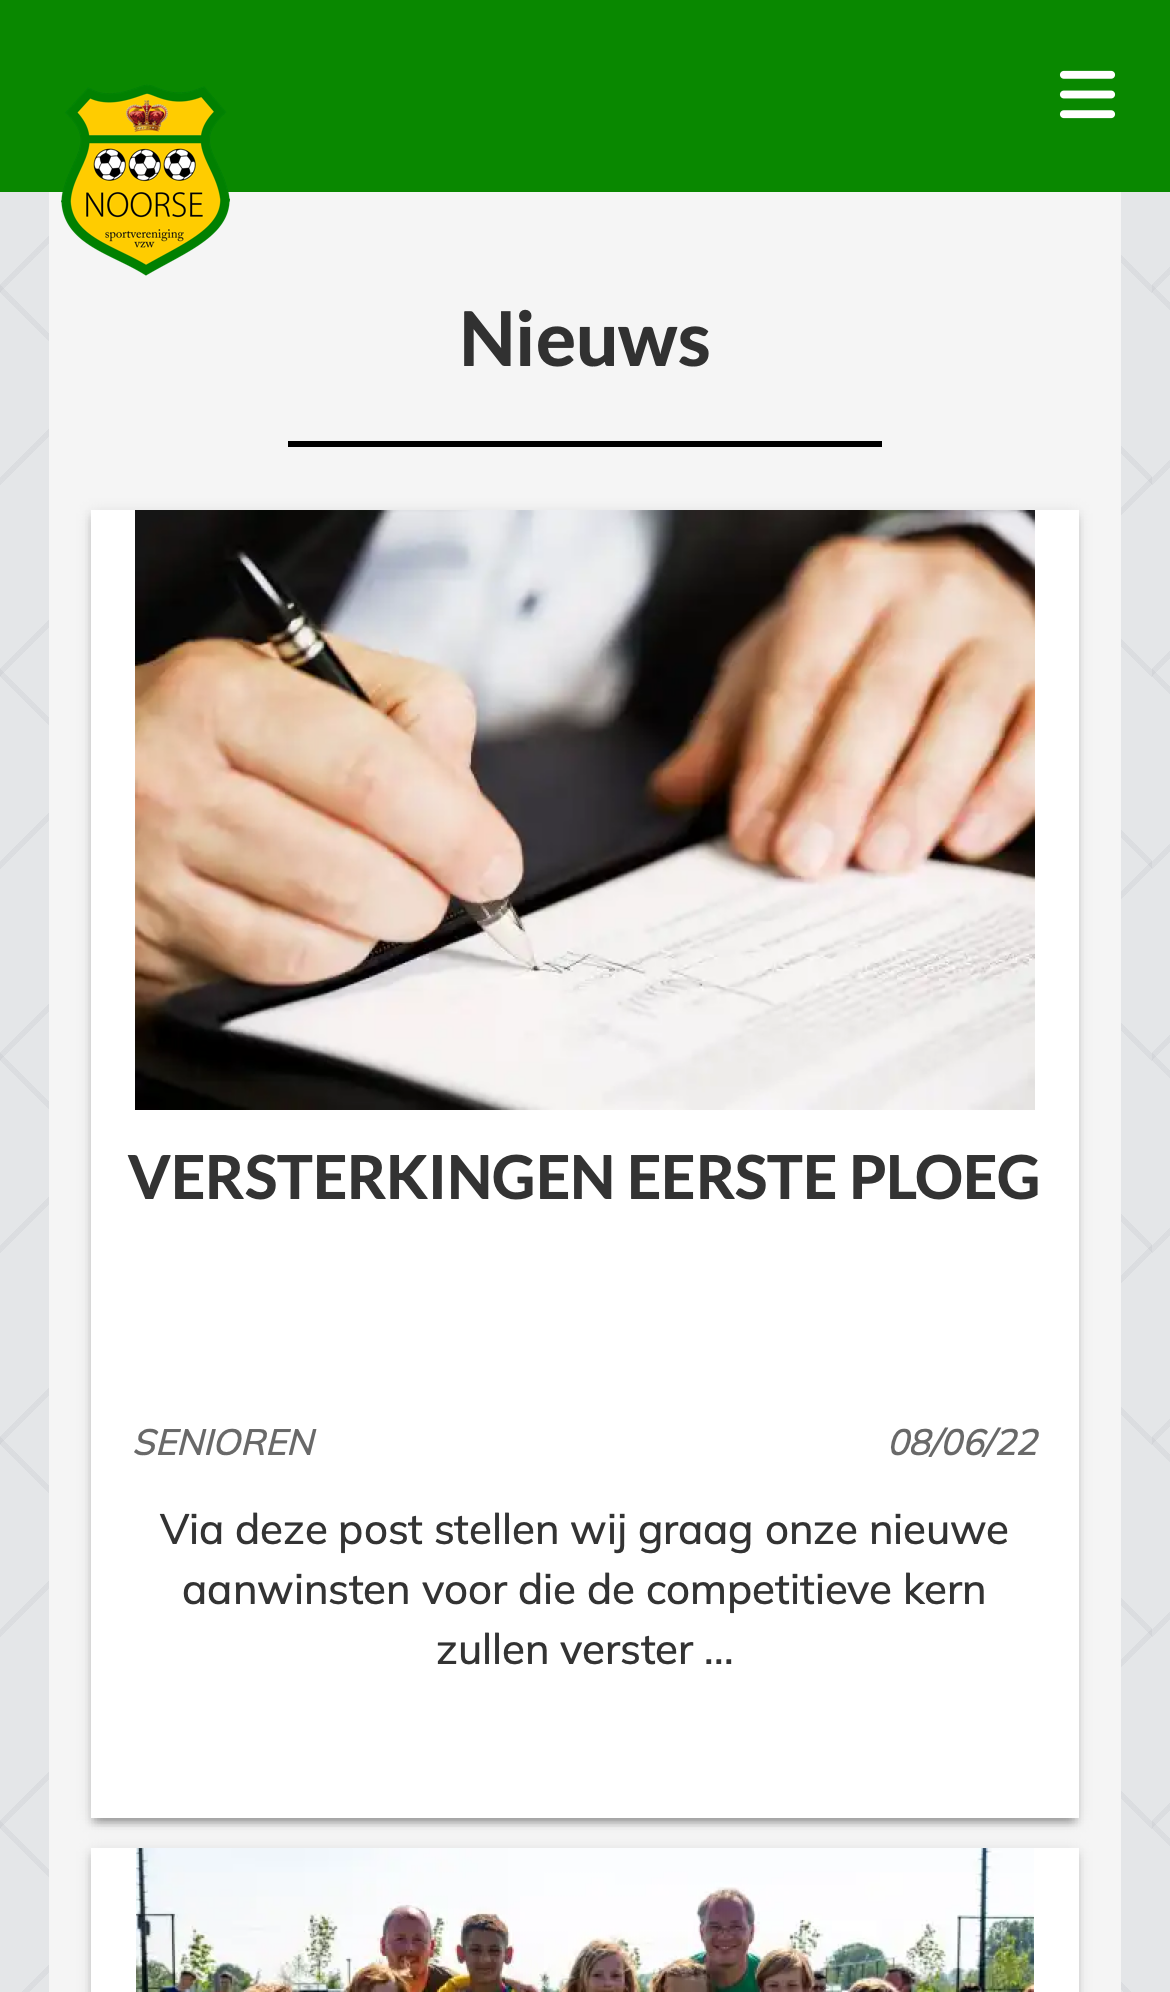 NOORSE
sportvereniging
vzw
Nieuws
VERSTERKINGEN EERSTE PLOEG
SENIOREN
08/06/22
Via deze post stellen wij graag onze nieuwe
aanwinsten voor die de competitieve kern
zullen verster ...